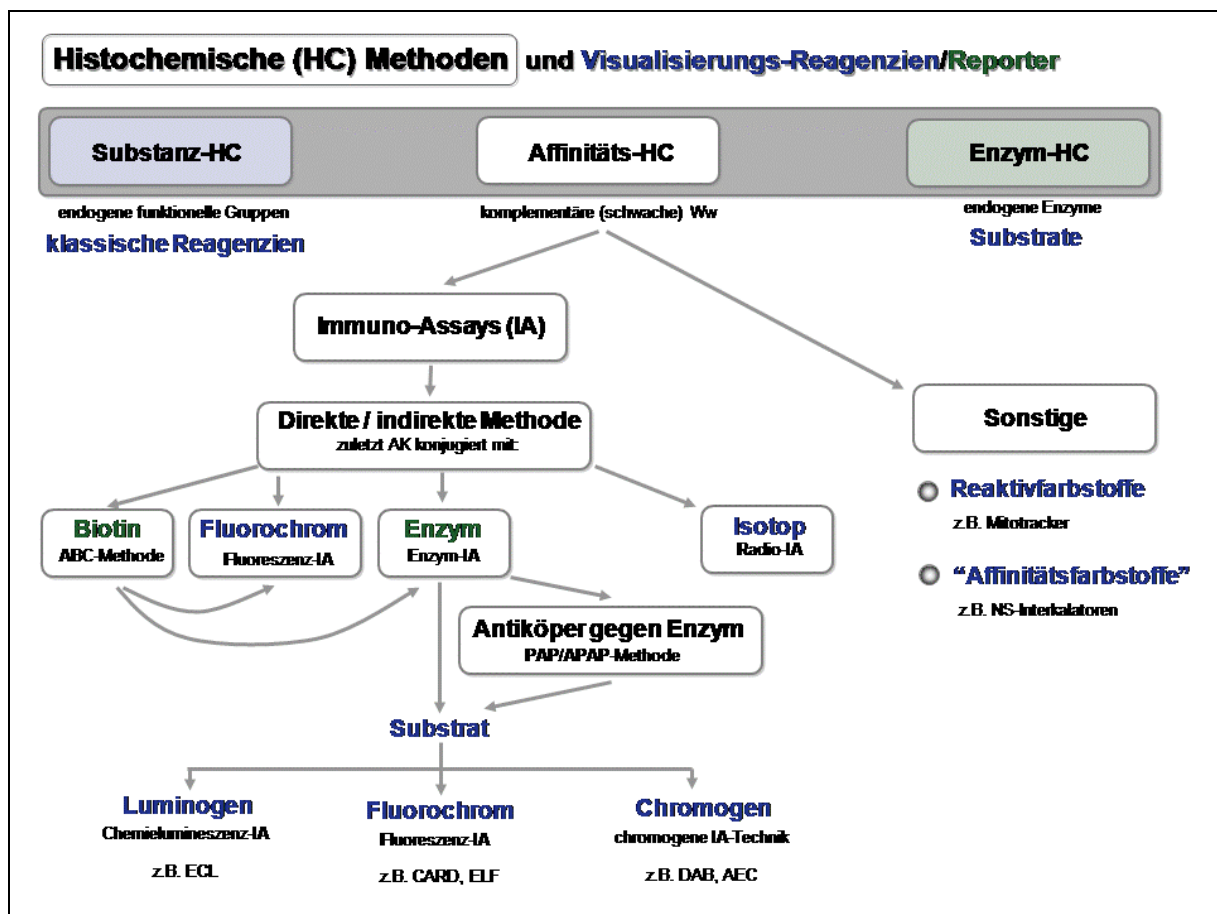 Histochemische (HC) Methoden und Visualisierungs-Reagenzien/Reporter
Substanz-HC
Affinitäts-HC
Enzym-HC
endogene funktionelle Gruppen
klassische Reagenzien
komplementäre (schwache) Ww
endogene Enzyme
Substrate
Immuno-Assays (IA)
Direkte / indirekte Methode
zuletzt AK konjugiert mit:
Sonstige
Reaktivfarbstoffe
z.B. Mitotracker
“Affinitätsfarbstoffe”
z.B. NS-Interkalatoren
Biotin
ABC-Methode
Fluorochrom
Fluoreszenz-IA
Enzym
Enzym-IA
Isotop
Radio-IA
Antiköper gegen Enzym
PAP/APAP-Methode
Substrat
Luminogen
Chemielumineszenz-IA
z.B. ECL
Fluorochrom
Fluoreszenz-IA
z.B. CARD, ELF
Chromogen
chromogene IA-Technik
z.B. DAB, AEC